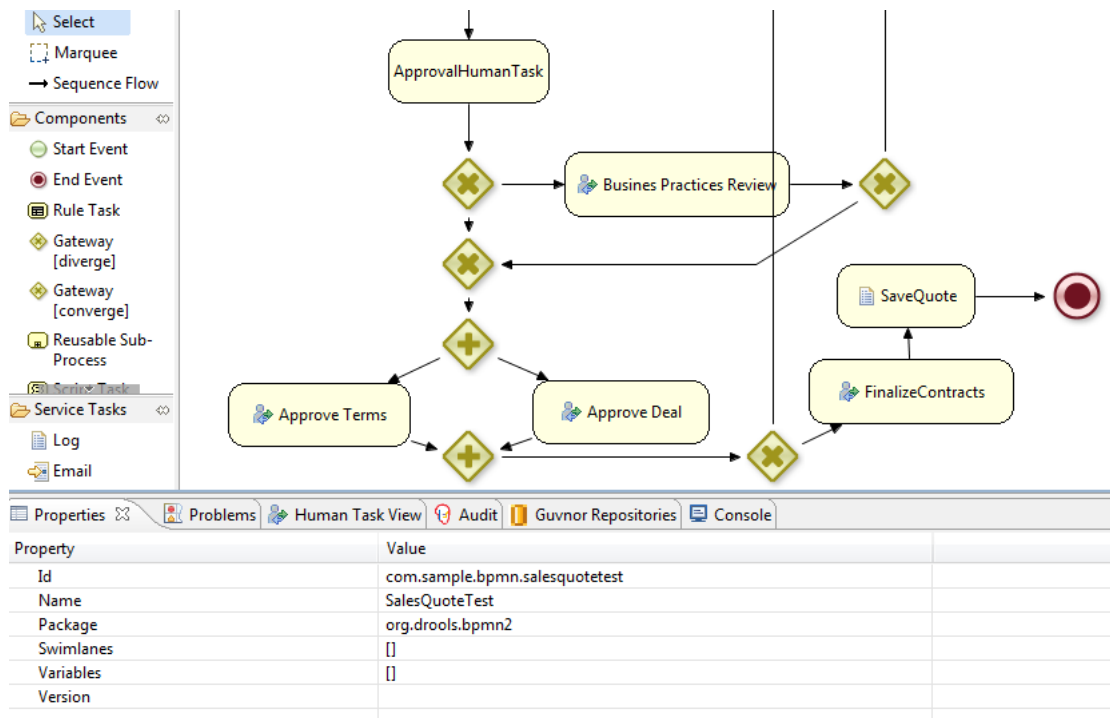 Select
Marquee
Sequence Flow
Components
Start Event
End Event
Rule Task
Gateway
[diverge]
Gateway
[converge]
Reusable Sub-
Process
Script Task
Service Tasks
Log
Email
ApprovalHumanTask
Busines Practices Review
SaveQuote
FinalizeContracts
Approve Terms
Approve Deal
Properties
Problems
Human Task View
Audit
Guvnor Repositories
Console
Property Value
Id com.sample.bpmn.salesquotetest
Name SalesQuoteTest
Package org.drools.bpmn2
Swimlanes []
Variables []
Version